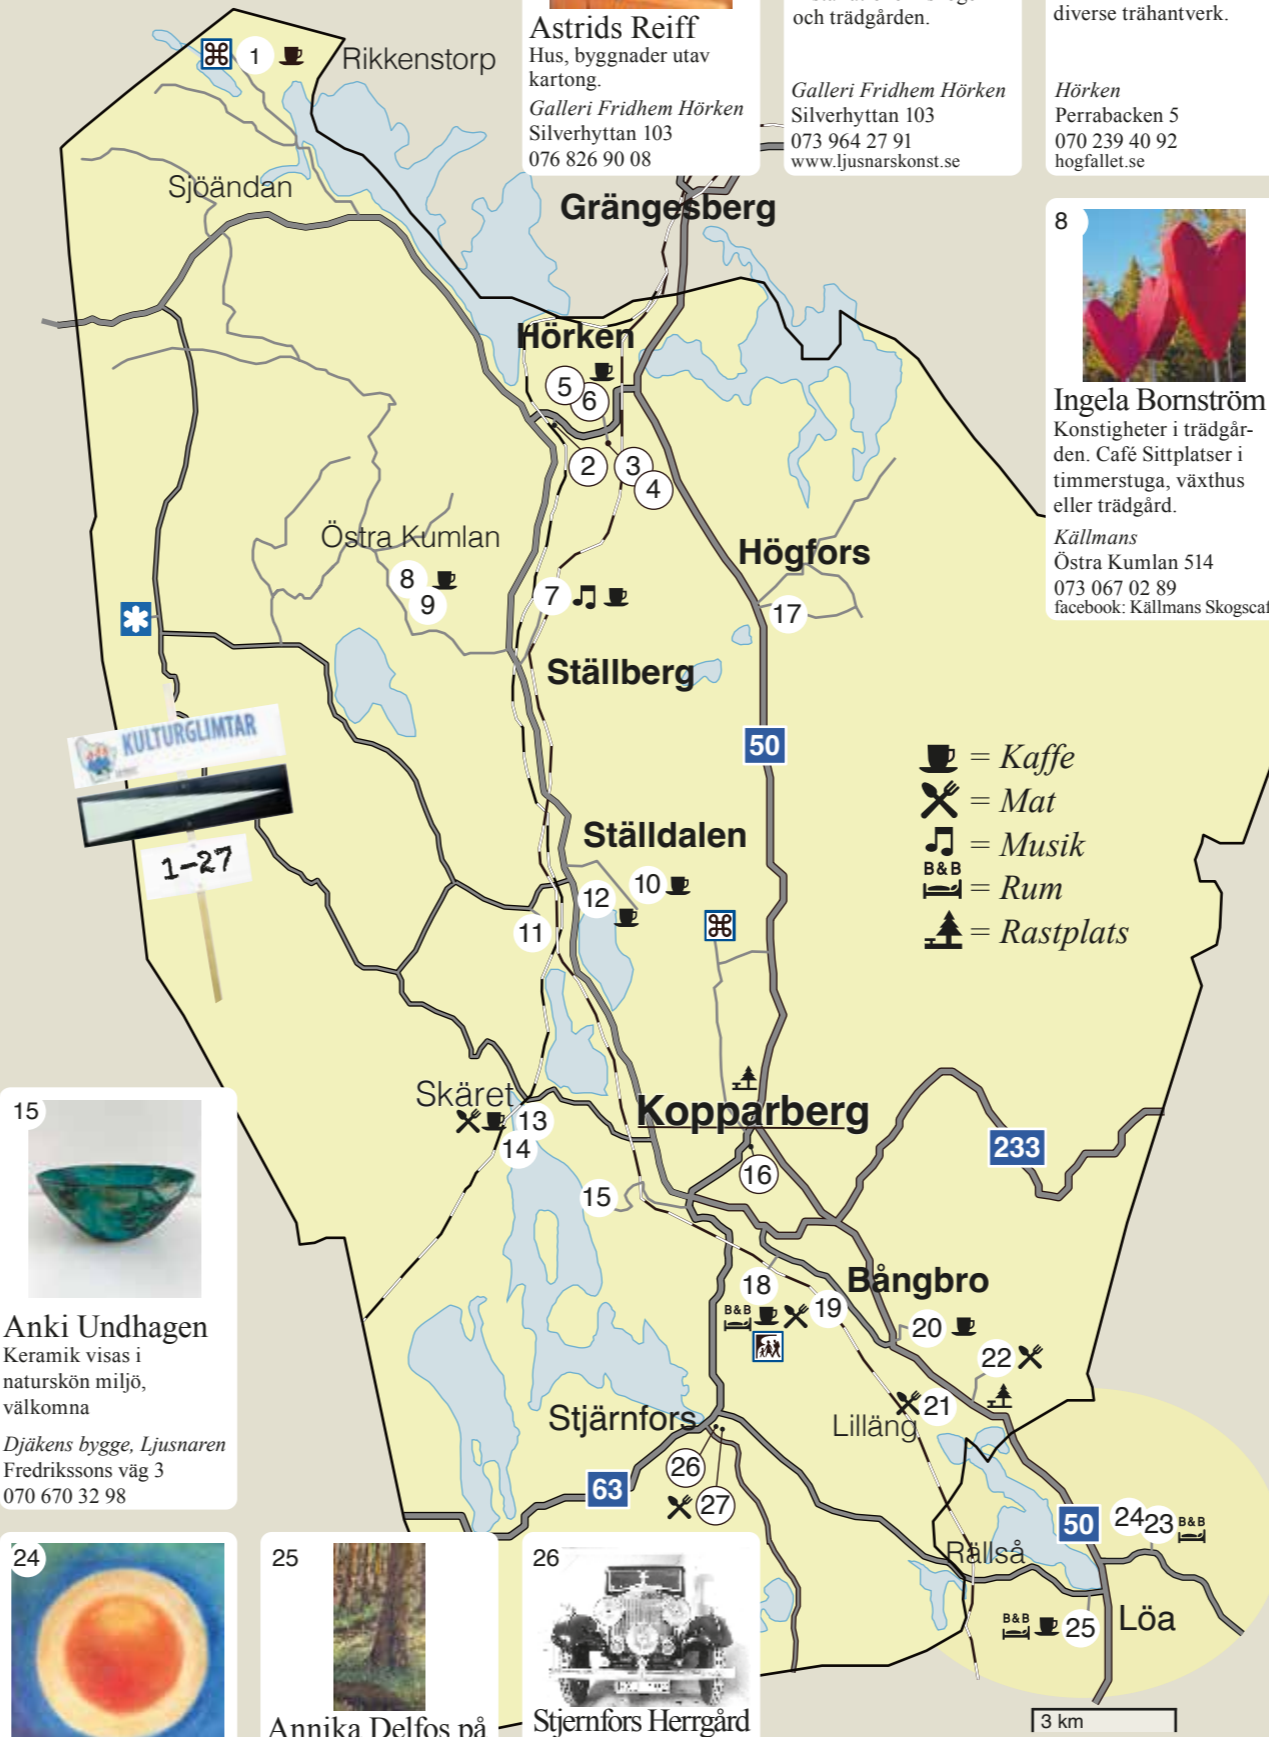 Astrids Reiff
Hus, byggnader utav
kartong.
Galleri Fridhem Hörken
Silverhyttan 103
076 826 90 08
och trädgården.
Galleri Fridhem Hörken
Silverhyttan 103
073 964 27 91
www.ljusnarskonst.se
diverse trähantverk.
Hörken
Perrabacken 5
070 239 40 92
hogfallet.se
8
Ingela Bornström
Konstigheter i trädgår-
den. Café Sittplatser i
timmerstuga, växthus
eller trädgård.
Källmans
Östra Kumlan 514
073 067 02 89
facebook: Källmans Skogscaf
1
Rikkenstorp
Sjöändan
Grängesberg
Hörken
5
6
2
3
4
Östra Kumlan
8
9
7
Högfors
17
Ställberg
50
KULTURGLIMTAR
1-27
= Kaffe
= Mat
= Musik
B&B
= Rum
= Rastplats
Ställdalen
10
12
11
Skäret
13
14
Kopparberg
233
16
15
15
Anki Undhagen
Keramik visas i
naturskön miljö,
välkomna
Djäkens bygge, Ljusnaren
Fredrikssons väg 3
070 670 32 98
18
B&B
19
Bångbro
20
22
21
Lilläng
Stjärnfors
26
27
63
50
24
23
B&B
Rällså
B&B
25
Löa
24
25
Annika Delfos på
26
Stjernfors Herrgård
3 km